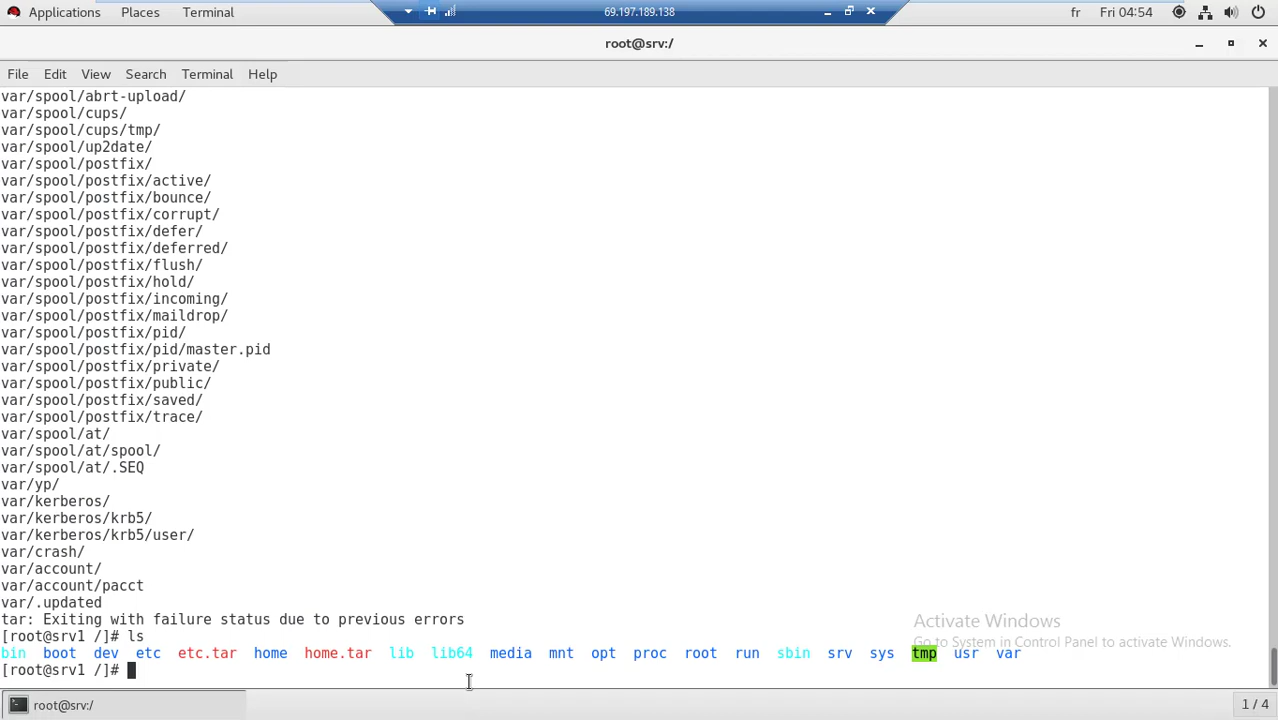 Applications Places Terminal 69.197.189.138 fr Fri 04:54
root@srv:/
File Edit View Search Terminal Help
var/spool/abrt-upload/
var/spool/cups/
var/spool/cups/tmp/
var/spool/up2date/
var/spool/postfix/
var/spool/postfix/active/
var/spool/postfix/bounce/
var/spool/postfix/corrupt/
var/spool/postfix/defer/
var/spool/postfix/deferred/
var/spool/postfix/flush/
var/spool/postfix/hold/
var/spool/postfix/incoming/
var/spool/postfix/maildrop/
var/spool/postfix/pid/
var/spool/postfix/pid/master.pid
var/spool/postfix/private/
var/spool/postfix/public/
var/spool/postfix/saved/
var/spool/postfix/trace/
var/spool/at/
var/spool/at/spool/
var/spool/at/.SEQ
var/yp/
var/kerberos/
var/kerberos/krb5/
var/kerberos/krb5/user/
var/crash/
var/account/
var/account/pacct
var/.updated
tar: Exiting with failure status due to previous errors
[root@srv1 /]# ls
bin boot dev etc etc.tar home home.tar lib lib64 media mnt opt proc root run sbin srv sys tmp usr var
[root@srv1 /]#
Activate Windows
Go to System in Control Panel to activate Windows.
root@srv:/ 1 / 4